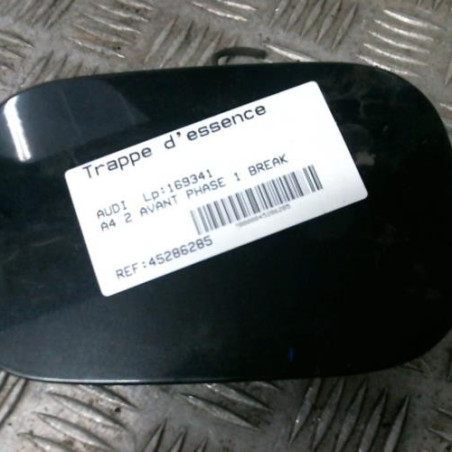 Trappe d'essence
AUDI Lp:169341
A4 2 AVANT PHASE 1 BREAK
REF:45286285